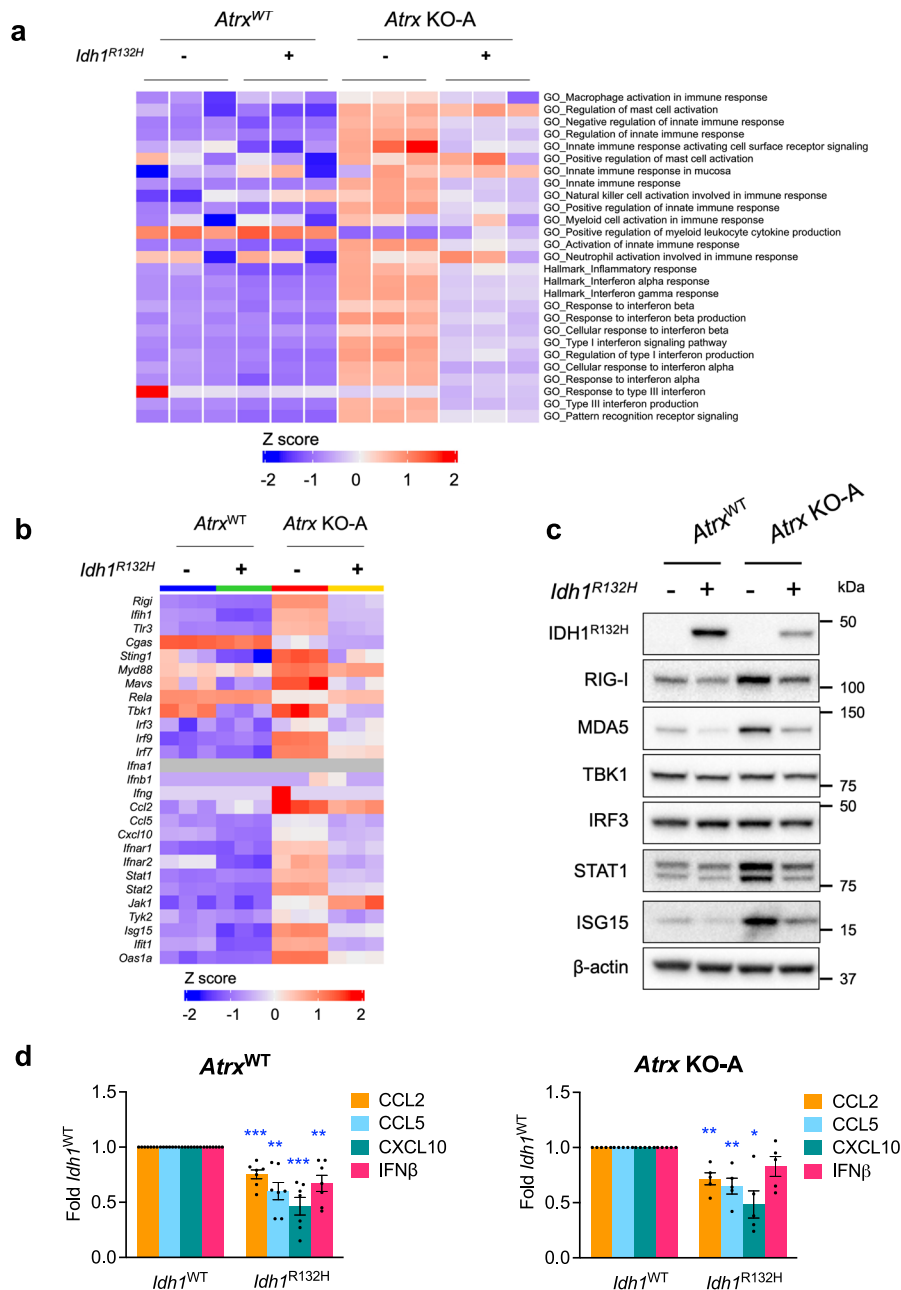 a
Atrx^WT Atrx KO-A
Idh1^R132H - + - +
GO_Macrophage activation in immune response
GO_Regulation of mast cell activation
GO_Negative regulation of innate immune response
GO_Regulation of innate immune response
GO_Innate immune response activating cell surface receptor signaling
GO_Positive regulation of mast cell activation
GO_Innate immune response in mucosa
GO_Innate immune response
GO_Natural killer cell activation involved in immune response
GO_Positive regulation of innate immune response
GO_Myeloid cell activation in immune response
GO_Positive regulation of myeloid leukocyte cytokine production
GO_Activation of innate immune response
GO_Neutrophil activation involved in immune response
Hallmark_Inflammatory response
Hallmark_Interferon alpha response
Hallmark_Interferon gamma response
GO_Response to interferon beta
GO_Response to interferon beta production
GO_Cellular response to interferon beta
GO_Type I interferon signaling pathway
GO_Regulation of type I interferon production
GO_Cellular response to interferon alpha
GO_Response to interferon alpha
GO_Response to type III interferon
GO_Type III interferon production
GO_Pattern recognition receptor signaling
Z score
-2 -1 0 1 2
b
Atrx^WT Atrx KO-A
Idh1^R132H - + - +
Rigi
Ifih1
Tlr3
Cgas
Sting1
Myd88
Mavs
Rela
Tbk1
Irf3
Irf9
Irf7
Ifna1
Ifnb1
Ifng
Ccl2
Ccl5
Cxcl10
Ifnar1
Ifnar2
Stat1
Stat2
Jak1
Tyk2
Isg15
Ifit1
Oas1a
Z score
-2 -1 0 1 2
c
Atrx^WT Atrx KO-A
Idh1^R132H - + - + kDa
IDH1^R132H 50
RIG-I 100
MDA5 150
TBK1 75
IRF3 50
STAT1 75
ISG15 15
β-actin 37
d
Atrx^WT
Fold Idh1^WT
1.5
1.0
0.5
0.0
*** ** *** **
CCL2
CCL5
CXCL10
IFNβ
Idh1^WT Idh1^R132H
Atrx KO-A
Fold Idh1^WT
1.5
1.0
0.5
0.0
** ** *
CCL2
CCL5
CXCL10
IFNβ
Idh1^WT Idh1^R132H